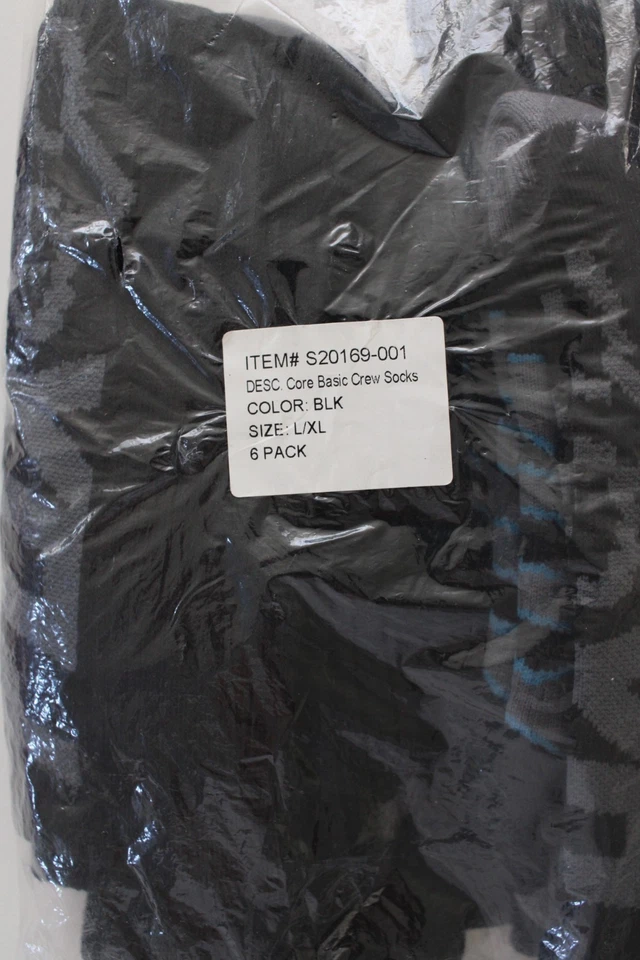 ITEM# S20169-001
DESC. Core Basic Crew Socks
COLOR: BLK
SIZE: L/XL
6 PACK